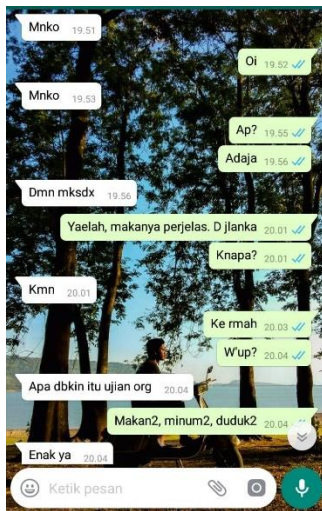 Mnko 19.51
Oi 19.52
Mnko 19.53
Ap? 19.55
Adaja 19.56
Dmn mksdx 19.56
Yaelah, makanya perjelas. D jlanka 20.01
Knapa? 20.01
Kmn 20.01
Ke rmah 20.03
W'up? 20.04
Apa dbkin itu ujian org 20.04
Makan2, minum2, duduk2 20.04
Enak ya 20.04
Ketik pesan